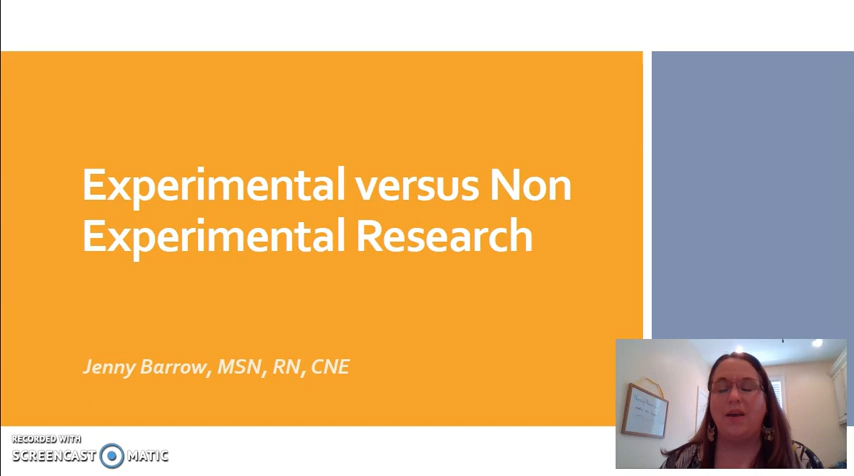 Experimental versus Non
Experimental Research
Jenny Barrow, MSN, RN, CNE
RECORDED WITH
SCREENCAST MATIC